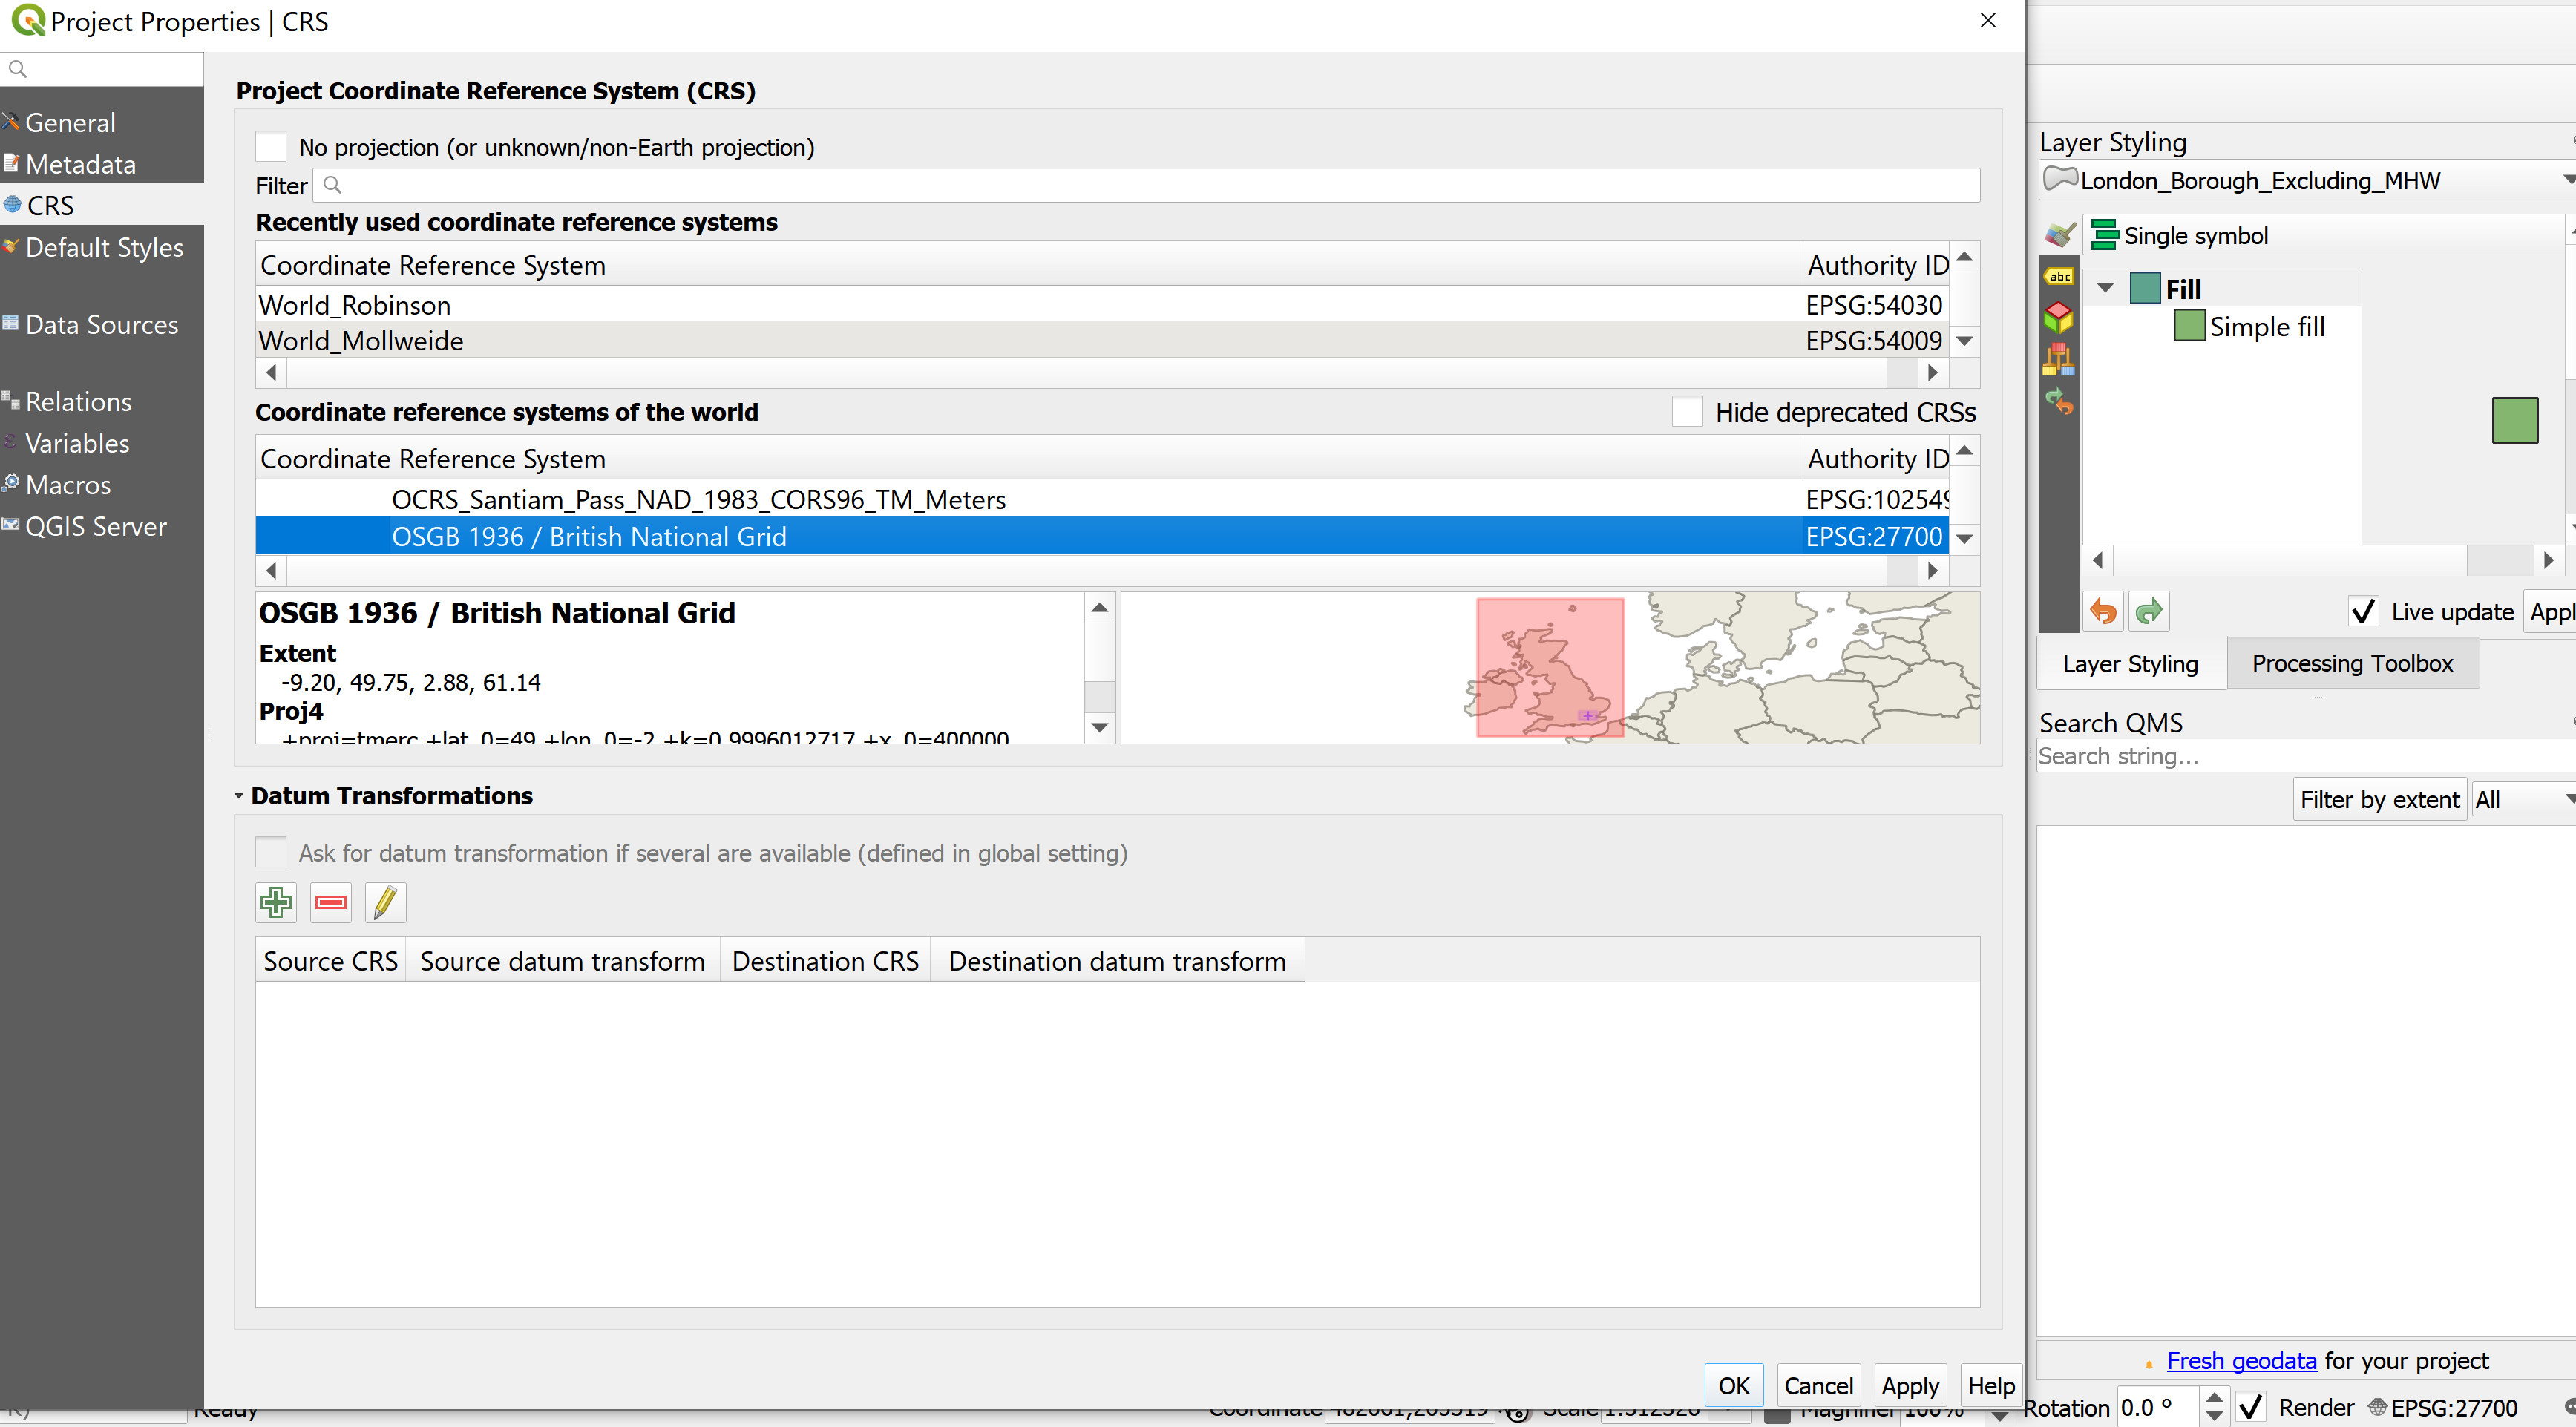 Project Properties | CRS
General
Metadata
CRS
Default Styles
Data Sources
Relations
Variables
Macros
QGIS Server
Project Coordinate Reference System (CRS)
No projection (or unknown/non-Earth projection)
Filter
Recently used coordinate reference systems
Coordinate Reference System Authority ID
World_Robinson EPSG:54030
World_Mollweide EPSG:54009
Coordinate reference systems of the world Hide deprecated CRSs
Coordinate Reference System Authority ID
OCRS_Santiam_Pass_NAD_1983_CORS96_TM_Meters EPSG:102549
OSGB 1936 / British National Grid EPSG:27700
OSGB 1936 / British National Grid
Extent
-9.20, 49.75, 2.88, 61.14
Proj4
+proj=tmerc +lat_0=49 +lon_0=-2 +k=0.9996012717 +x_0=400000
Datum Transformations
Ask for datum transformation if several are available (defined in global setting)
Source CRS Source datum transform Destination CRS Destination datum transform
OK Cancel Apply Help
Layer Styling
London_Borough_Excluding_MHW
Single symbol
abc
Fill
Simple fill
Live update Appl
Layer Styling Processing Toolbox
Search QMS
Search string...
Filter by extent All
Fresh geodata for your project
Ready Coordinate Scale Magnifier 100% Rotation 0.0 ° Render EPSG:27700